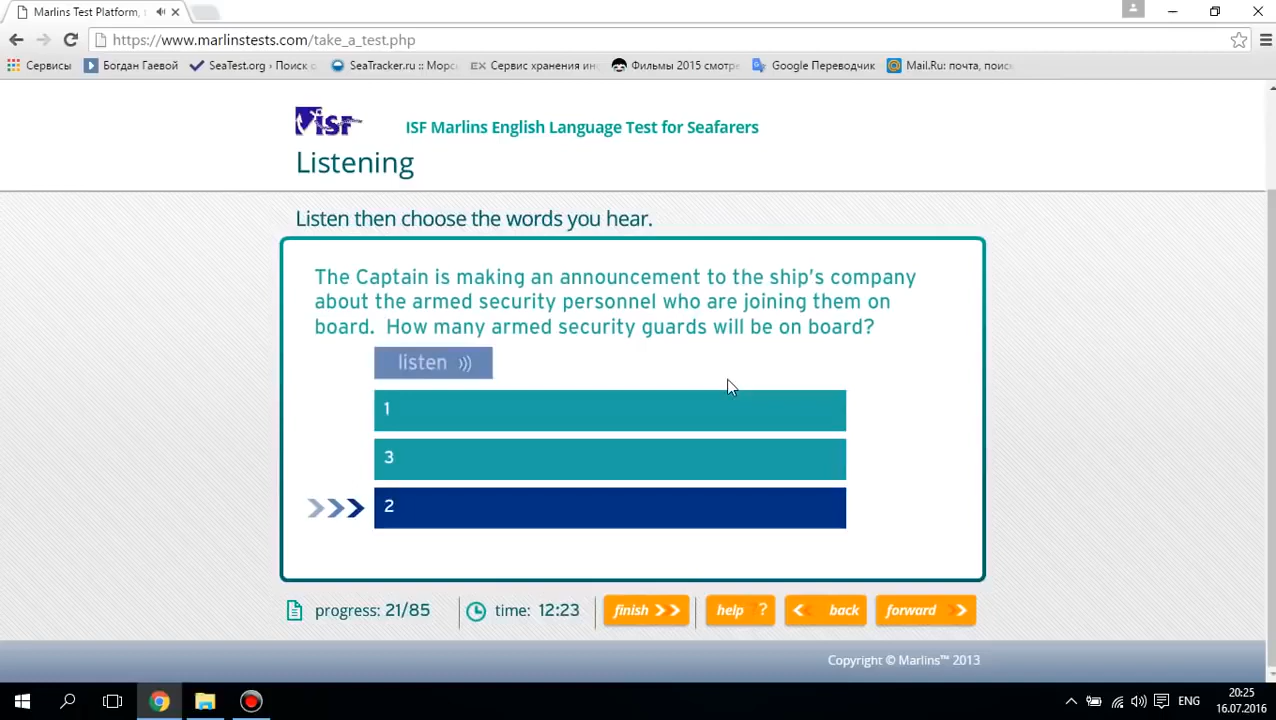 Marlins Test Platform,
https://www.marlinstests.com/take_a_test.php
Сервисы Богдан Гаевой SeaTest.org › Поиск SeaTracker.ru :: Морс EX Сервис хранения ин Фильмы 2015 смотре Google Переводчик Mail.Ru: почта, поиск
ISF
ISF Marlins English Language Test for Seafarers
Listening
Listen then choose the words you hear.
The Captain is making an announcement to the ship's company
about the armed security personnel who are joining them on
board. How many armed security guards will be on board?
listen
1
3
2
progress: 21/85 time: 12:23 finish help ? back forward
Copyright © Marlins™ 2013
ENG
20:25
16.07.2016